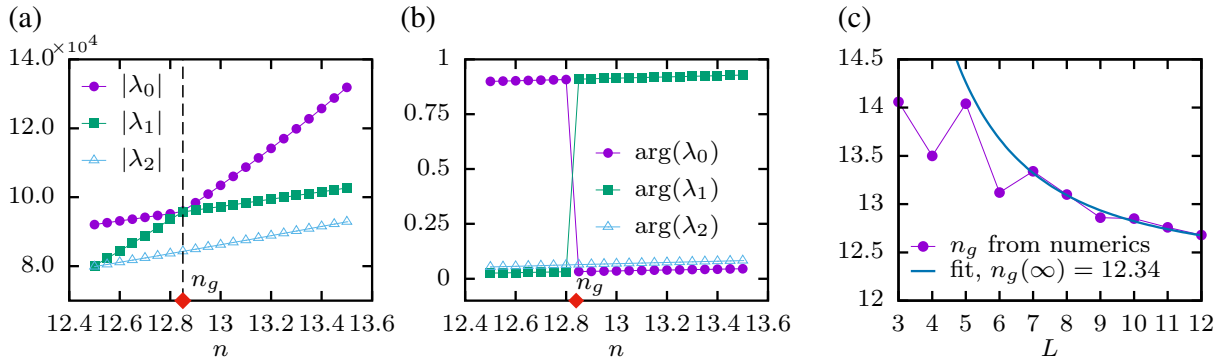 (a)
×10⁴
14.0
12.0
10.0
8.0
|λ₀|
|λ₁|
|λ₂|
n_g
12.4 12.6 12.8 13 13.2 13.4 13.6
n
(b)
1
0.75
0.5
0.25
0
arg(λ₀)
arg(λ₁)
arg(λ₂)
n_g
12.4 12.6 12.8 13 13.2 13.4 13.6
n
(c)
14.5
14
13.5
13
12.5
12
n_g from numerics
fit, n_g(∞) = 12.34
3 4 5 6 7 8 9 10 11 12
L